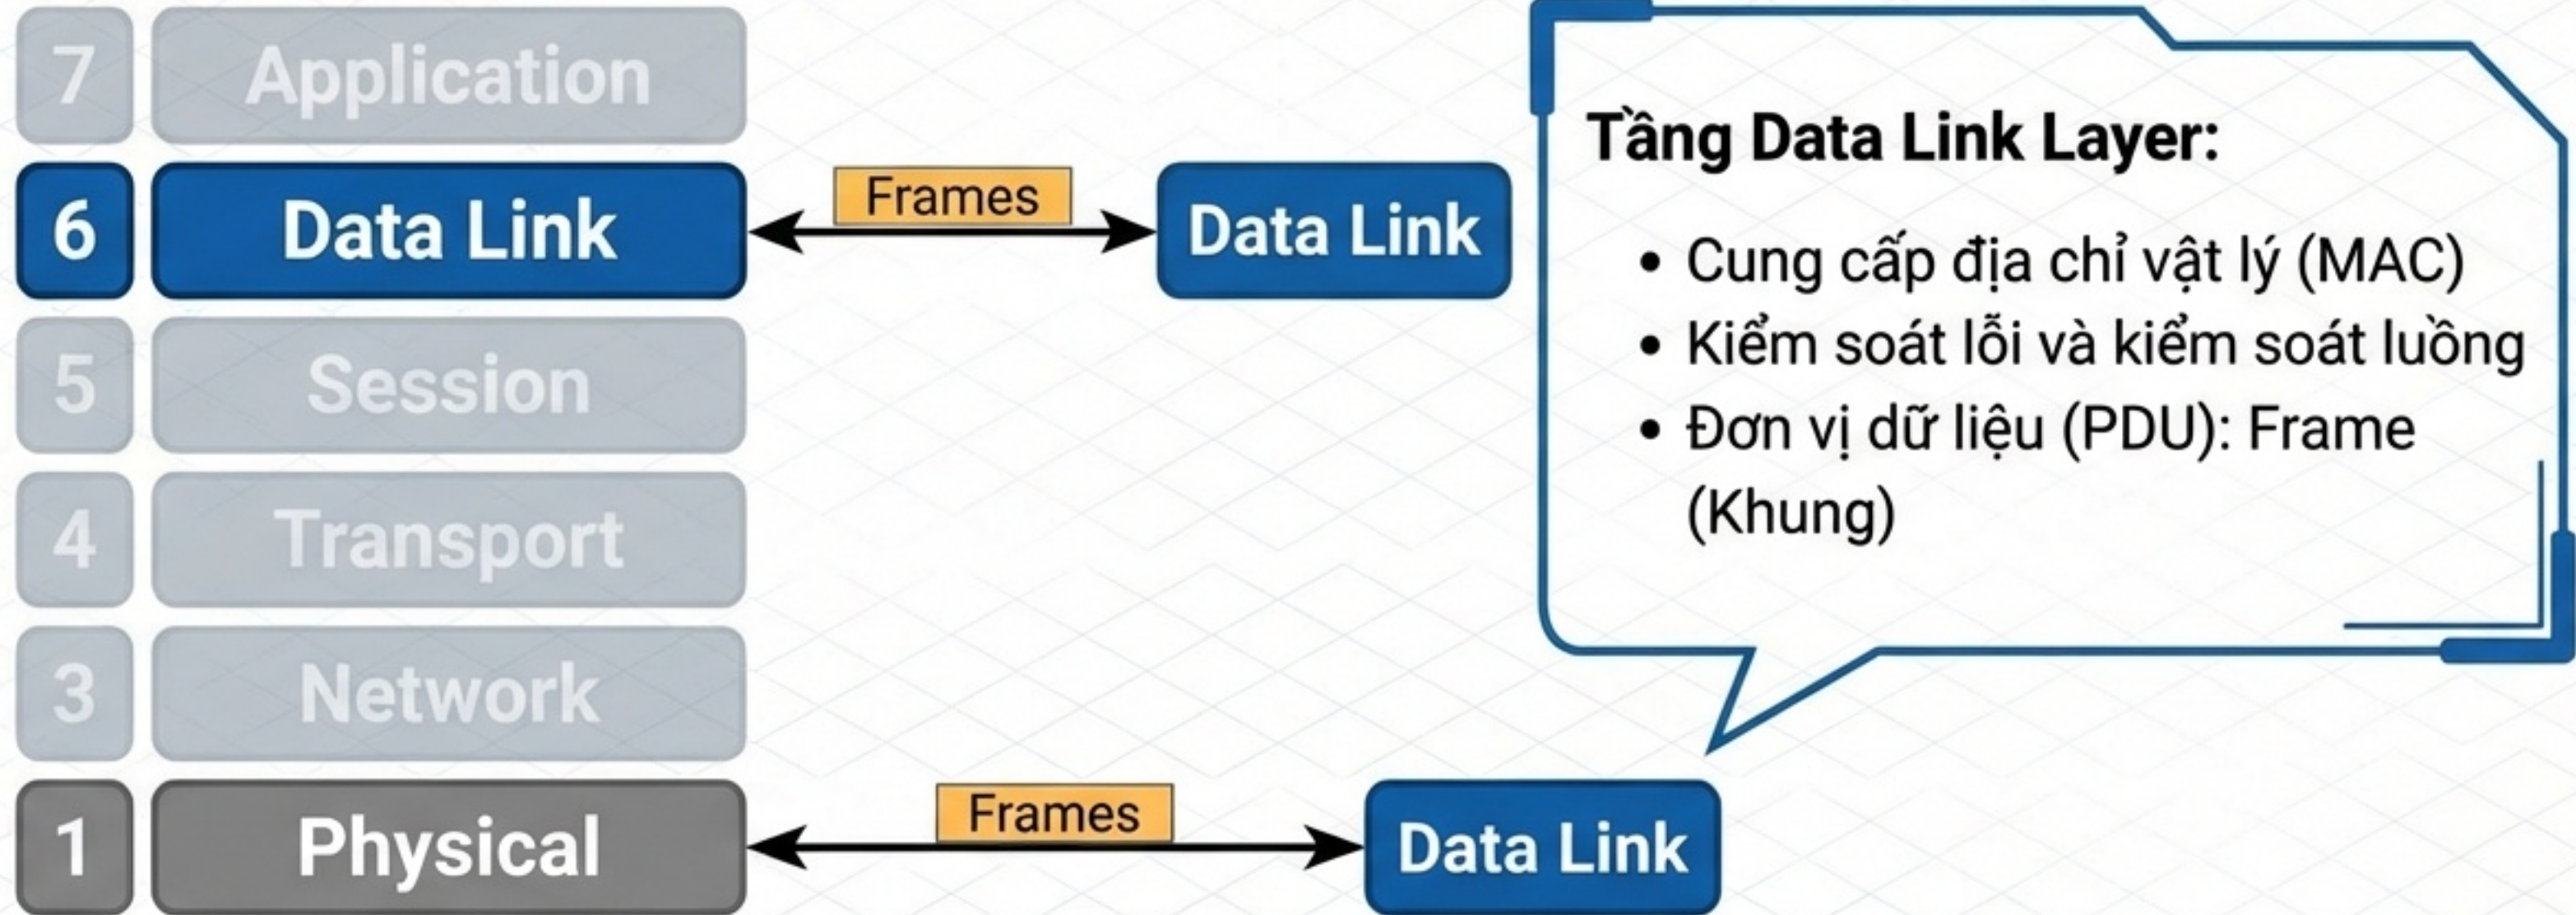 7 Application
6 Data Link
Frames
Data Link
5 Session
4 Transport
3 Network
1 Physical
Frames
Data Link
Tầng Data Link Layer:
• Cung cấp địa chỉ vật lý (MAC)
• Kiểm soát lỗi và kiểm soát luồng
• Đơn vị dữ liệu (PDU): Frame
(Khung)